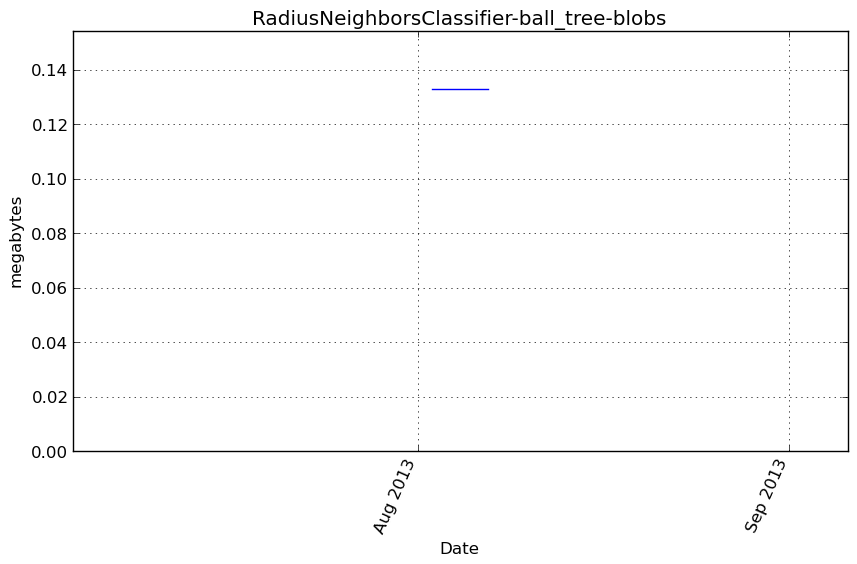 RadiusNeighborsClassifier-ball_tree-blobs
0.14
0.12
0.10
0.08
0.06
0.04
0.02
0.00
megabytes
Aug 2013
Sep 2013
Date